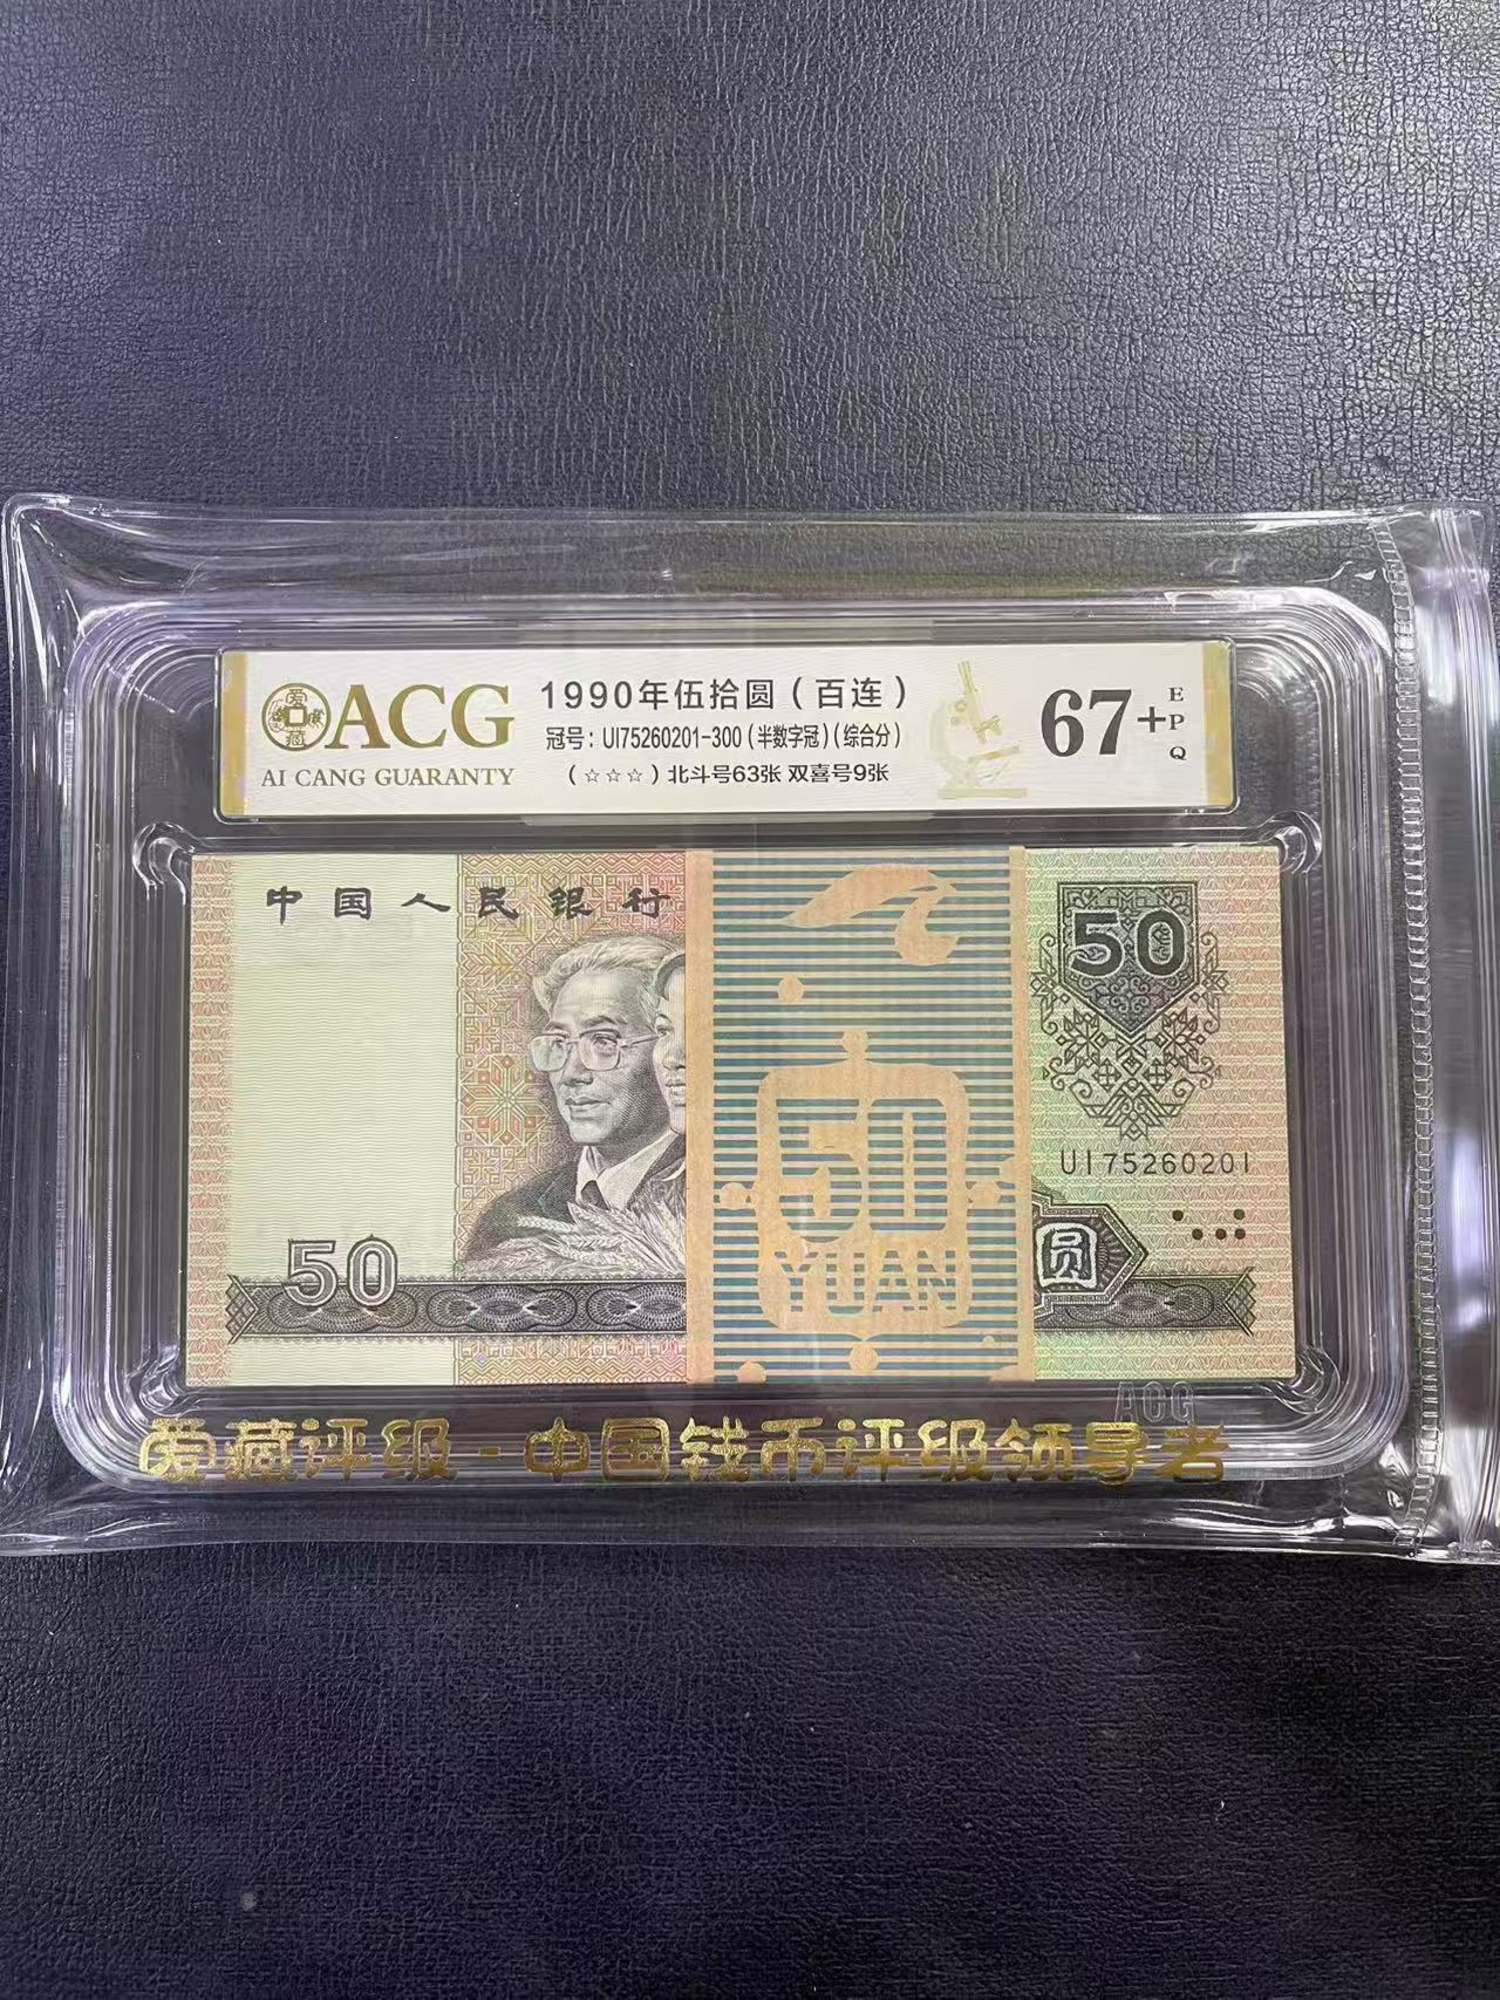 爱藏
ACG
AI CANG GUARANTY
1990年伍拾圆（百连）
冠号：UI75260201-300（半数字冠）（综合分）
（☆☆☆）北斗号63张 双喜号9张
67+
EPQ
中国人民银行
50
50
50
YUAN
UI75260201
圆
ACG
爱藏评级-中国钱币评级领导者